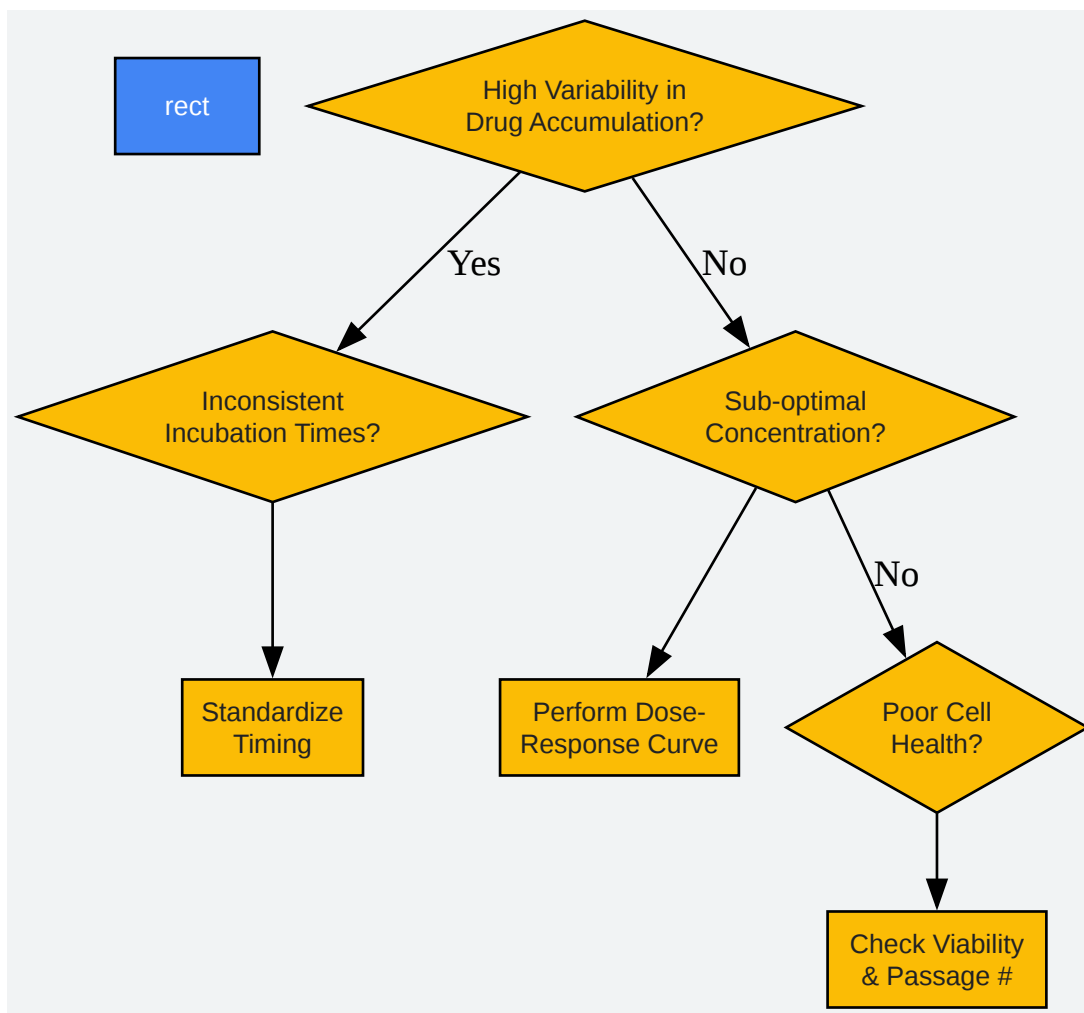 rect
High Variability in
Drug Accumulation?
Yes
No
Inconsistent
Incubation Times?
Sub-optimal
Concentration?
No
Standardize
Timing
Perform Dose-
Response Curve
Poor Cell
Health?
Check Viability
& Passage #